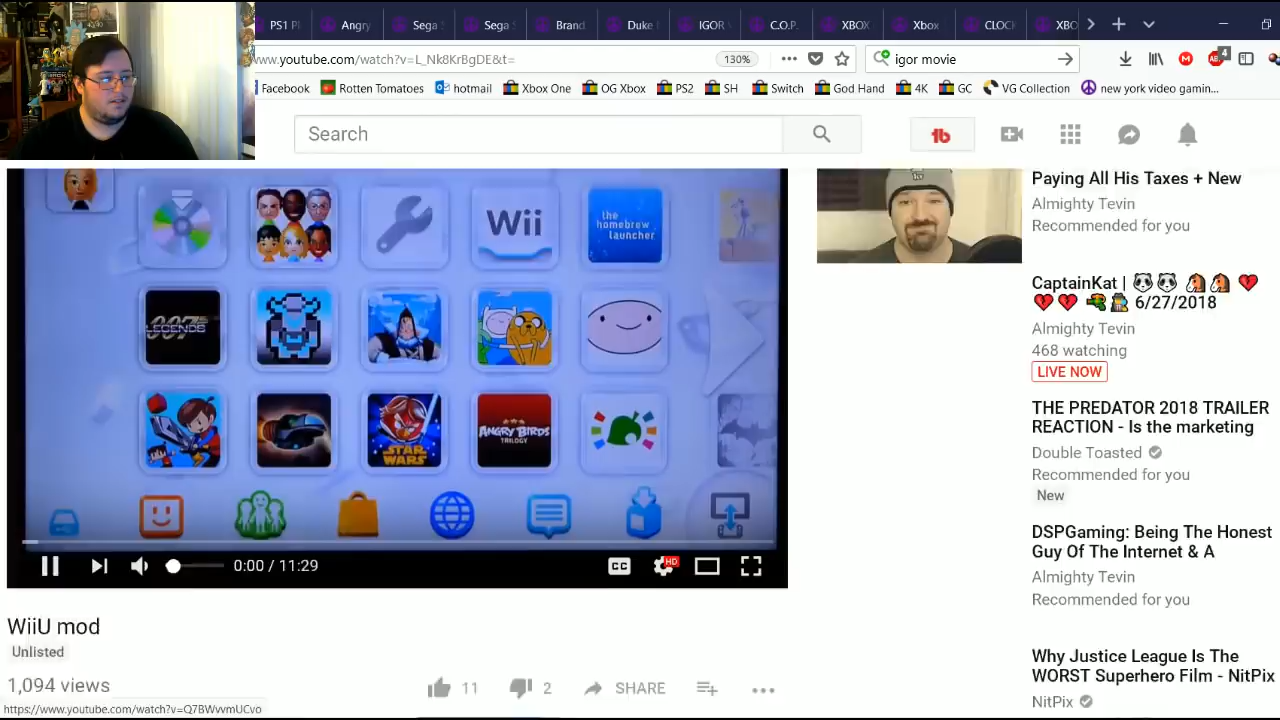 PS1 Pl
Angry
Sega
Sega
Brand
Duke
IGOR
C.O.P.
XBOX
Xbox
CLOCK
XBO
www.youtube.com/watch?v=L_Nk8KrBgDE&t=
130%
igor movie
4
Facebook
Rotten Tomatoes
hotmail
Xbox One
OG Xbox
PS2
SH
Switch
God Hand
4K
GC
VG Collection
new york video gamin...
Search
tb
Wii
the homebrew launcher
007 LEGENDS
STAR WARS
ANGRY BIRDS TRILOGY
0:00 / 11:29
CC
HD
WiiU mod
Unlisted
1,094 views
11
2
SHARE
https://www.youtube.com/watch?v=Q7BWvvmUCvo
Paying All His Taxes + New
Almighty Tevin
Recommended for you
CaptainKat | 🐼🐼 🐴🐴 ❤️
❤️❤️ 6/27/2018
Almighty Tevin
468 watching
LIVE NOW
THE PREDATOR 2018 TRAILER
REACTION - Is the marketing
Double Toasted
Recommended for you
New
DSPGaming: Being The Honest
Guy Of The Internet & A
Almighty Tevin
Recommended for you
Why Justice League Is The
WORST Superhero Film - NitPix
NitPix